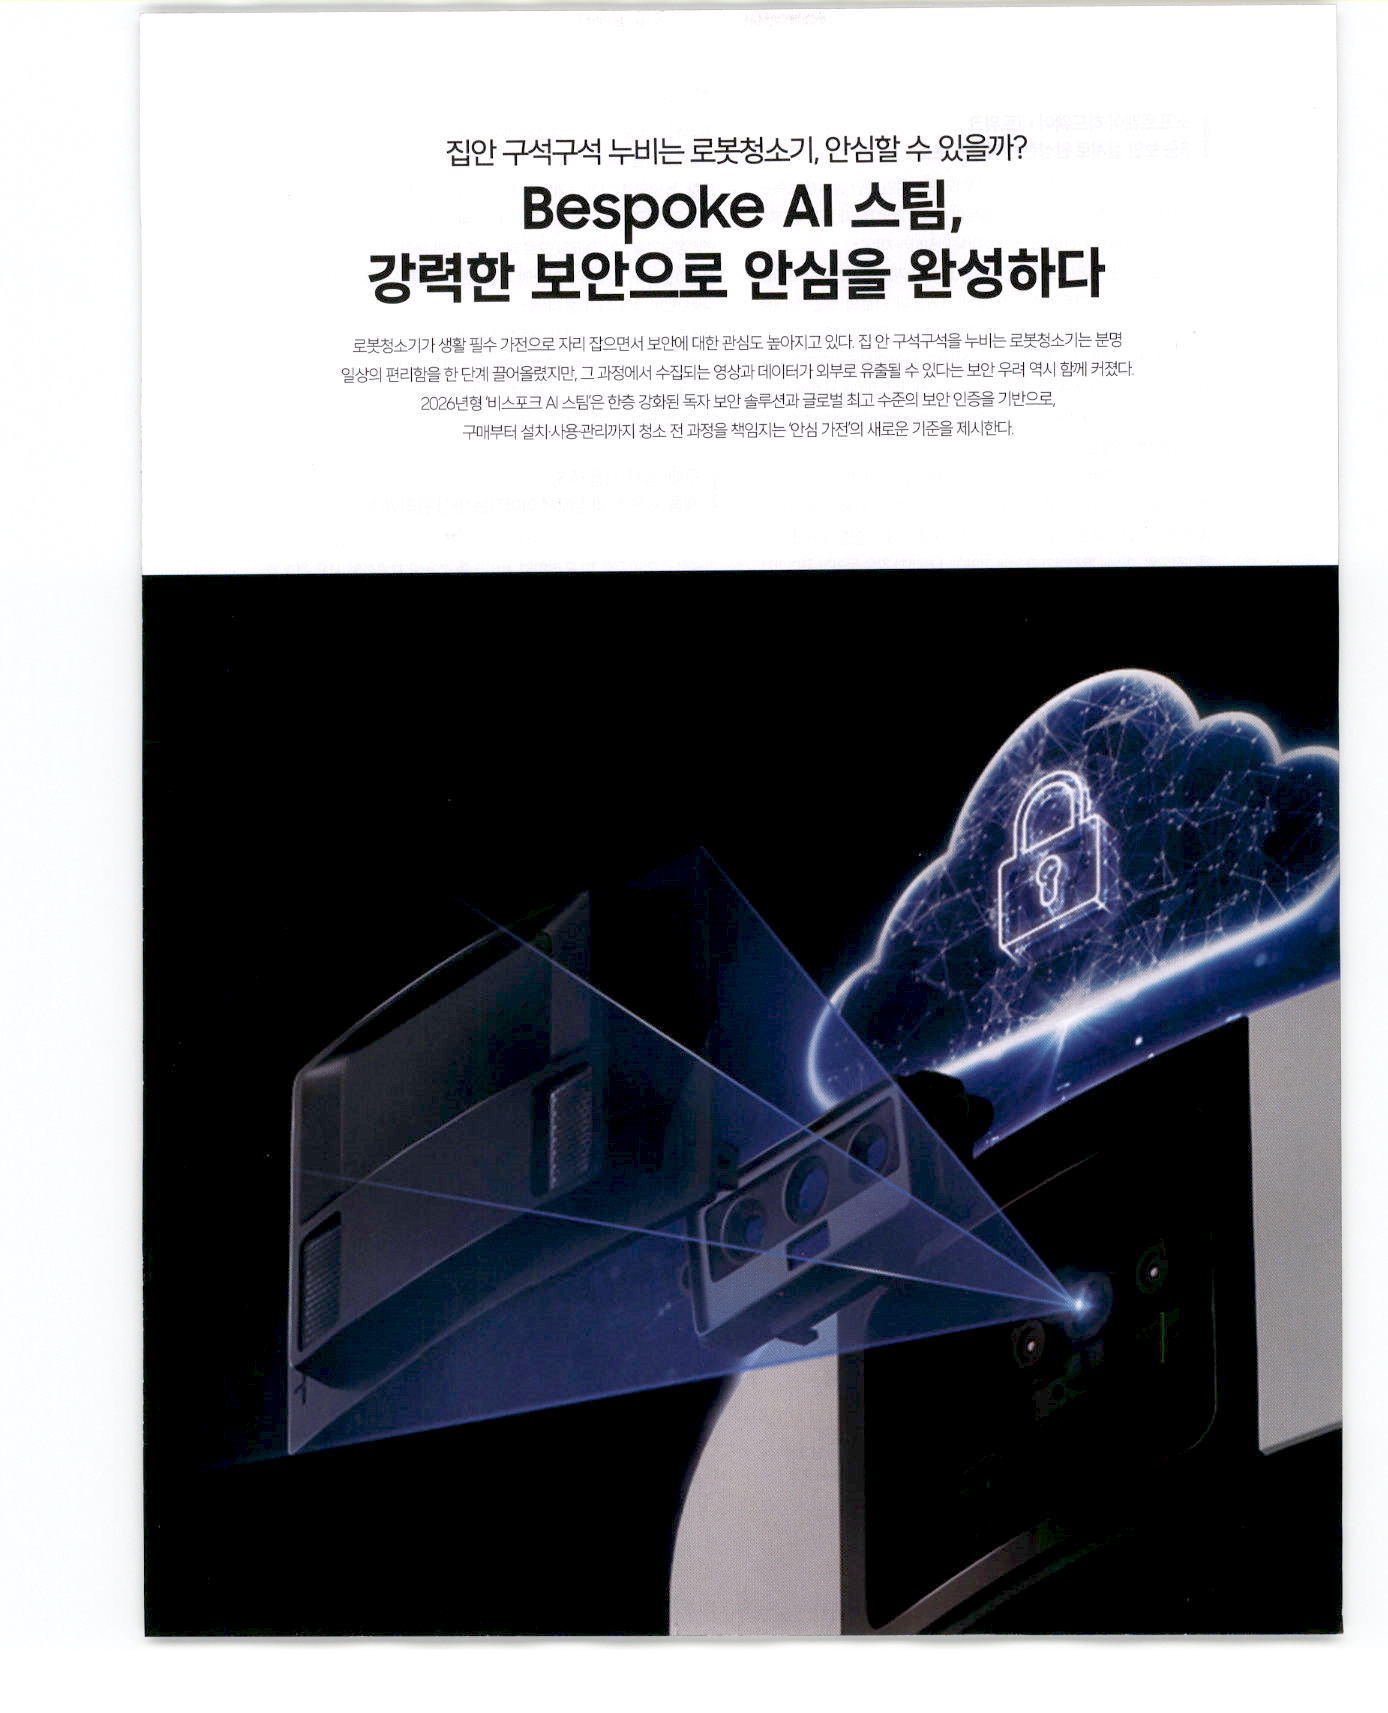 집안 구석구석 누비는 로봇청소기, 안심할 수 있을까?
Bespoke AI 스팀,
강력한 보안으로 안심을 완성하다
로봇청소기가 생활 필수 가전으로 자리 잡으면서 보안에 대한 관심도 높아지고 있다. 집 안 구석구석을 누비는 로봇청소기는 분명
일상의 편리함을 한 단계 끌어올렸지만, 그 과정에서 수집되는 영상과 데이터가 외부로 유출될 수 있다는 보안 우려 역시 함께 커졌다.
2026년형 ‘비스포크 AI 스팀’은 한층 강화된 독자 보안 솔루션과 글로벌 최고 수준의 보안 인증을 기반으로,
구매부터 설치·사용·관리까지 청소 전 과정을 책임지는 ‘안심 가전’의 새로운 기준을 제시한다.